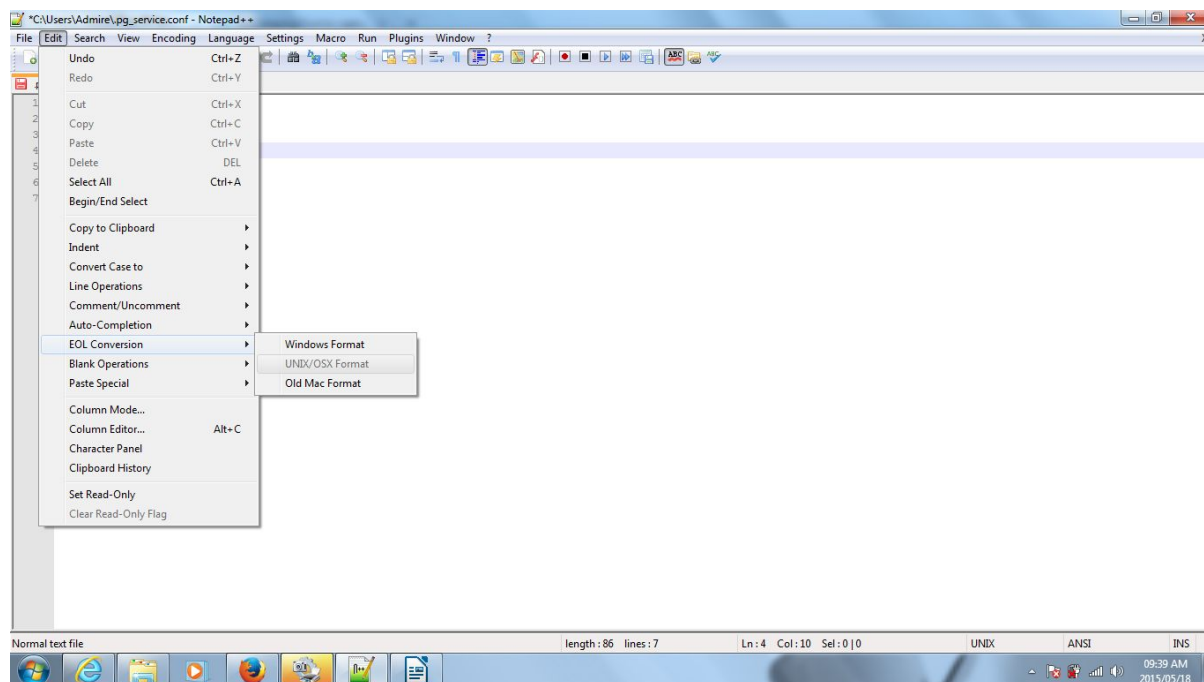 *C:\Users\Admire\.pg_service.conf - Notepad++
File Edit Search View Encoding Language Settings Macro Run Plugins Window ?
Undo Ctrl+Z
Redo Ctrl+Y
Cut Ctrl+X
Copy Ctrl+C
Paste Ctrl+V
Delete DEL
Select All Ctrl+A
Begin/End Select
Copy to Clipboard
Indent
Convert Case to
Line Operations
Comment/Uncomment
Auto-Completion
EOL Conversion
Windows Format
Blank Operations
UNIX/OSX Format
Paste Special
Old Mac Format
Column Mode...
Column Editor... Alt+C
Character Panel
Clipboard History
Set Read-Only
Clear Read-Only Flag
1
2
3
4
5
6
7
ABC
Normal text file length : 86 lines : 7 Ln : 4 Col : 10 Sel : 0 | 0 UNIX ANSI INS
09:39 AM
2015/05/18